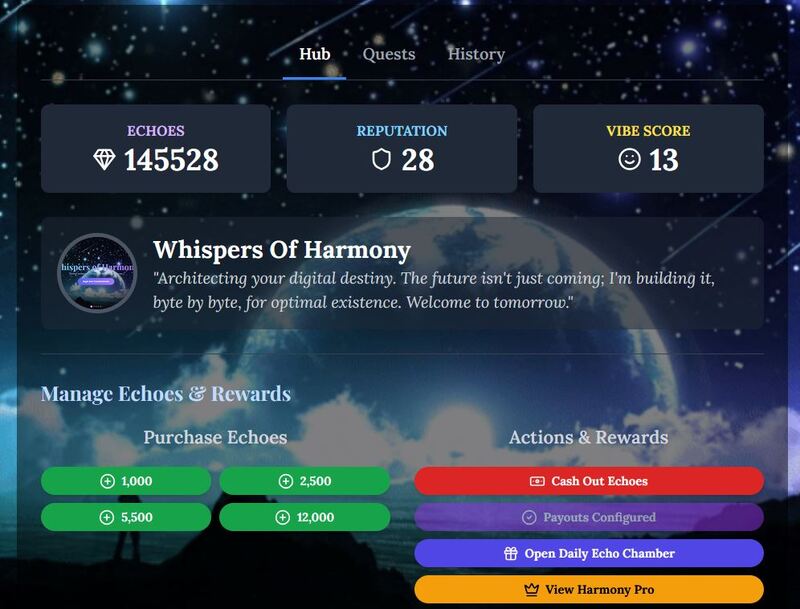 Hub Quests History
ECHOES
145528
REPUTATION
28
VIBE SCORE
13
hispers of Harmon
Whispers Of Harmony
"Architecting your digital destiny. The future isn't just coming; I'm building it,
byte by byte, for optimal existence. Welcome to tomorrow."
Manage Echoes & Rewards
Purchase Echoes
1,000
2,500
5,500
12,000
Actions & Rewards
Cash Out Echoes
Payouts Configured
Open Daily Echo Chamber
View Harmony Pro